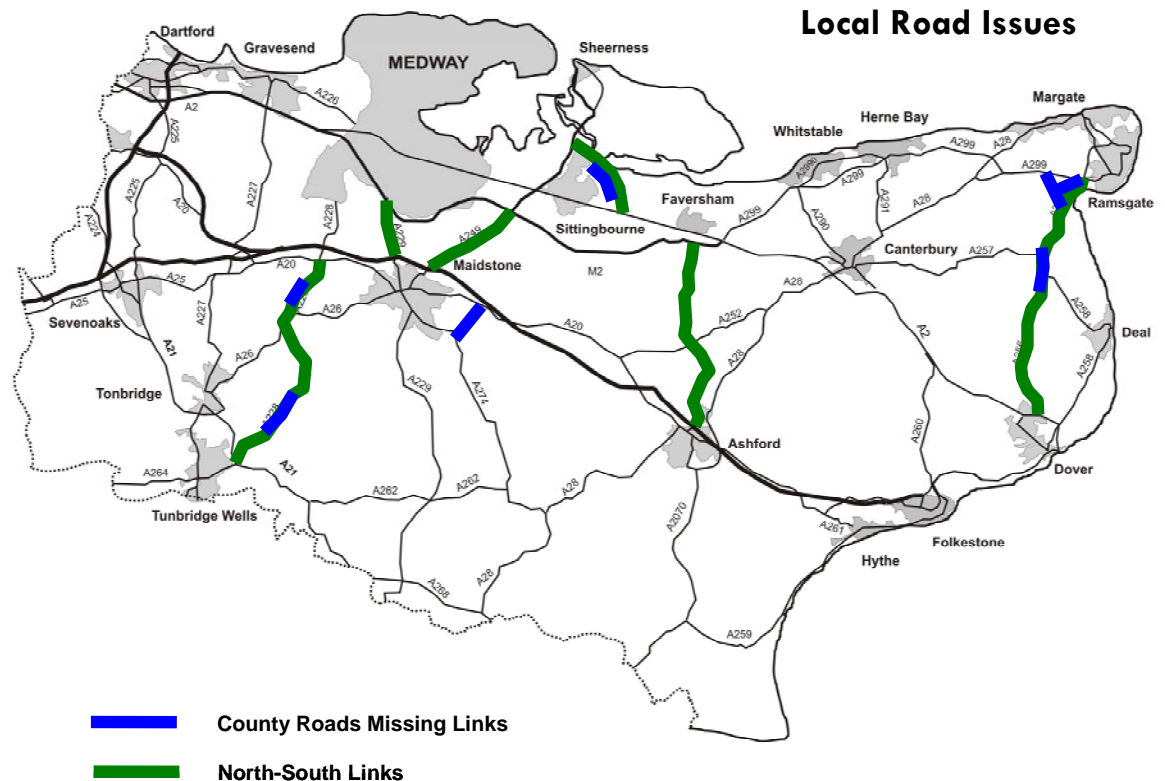 Local Road Issues
Dartford
Gravesend
MEDWAY
Sheerness
Margate
Herne Bay
Whitstable
A2
A226
A225
A28
A299
A299
A2990
A299
A227
A225
A20
A291
A28
Ramsgate
Faversham
A299
A228
A290
A224
A229
A249
Sittingbourne
Canterbury
A257
M2
Maidstone
A20
A25
A25
A28
Sevenoaks
A227
A26
A20
A252
A258
A21
A26
A2
Deal
A28
A256
A258
Tonbridge
A229
A274
A228
A260
Ashford
Dover
A264
A21
A262
A262
A28
Tunbridge Wells
A2070
A261
Folkestone
Hythe
A28
A268
A259
County Roads Missing Links
North-South Links